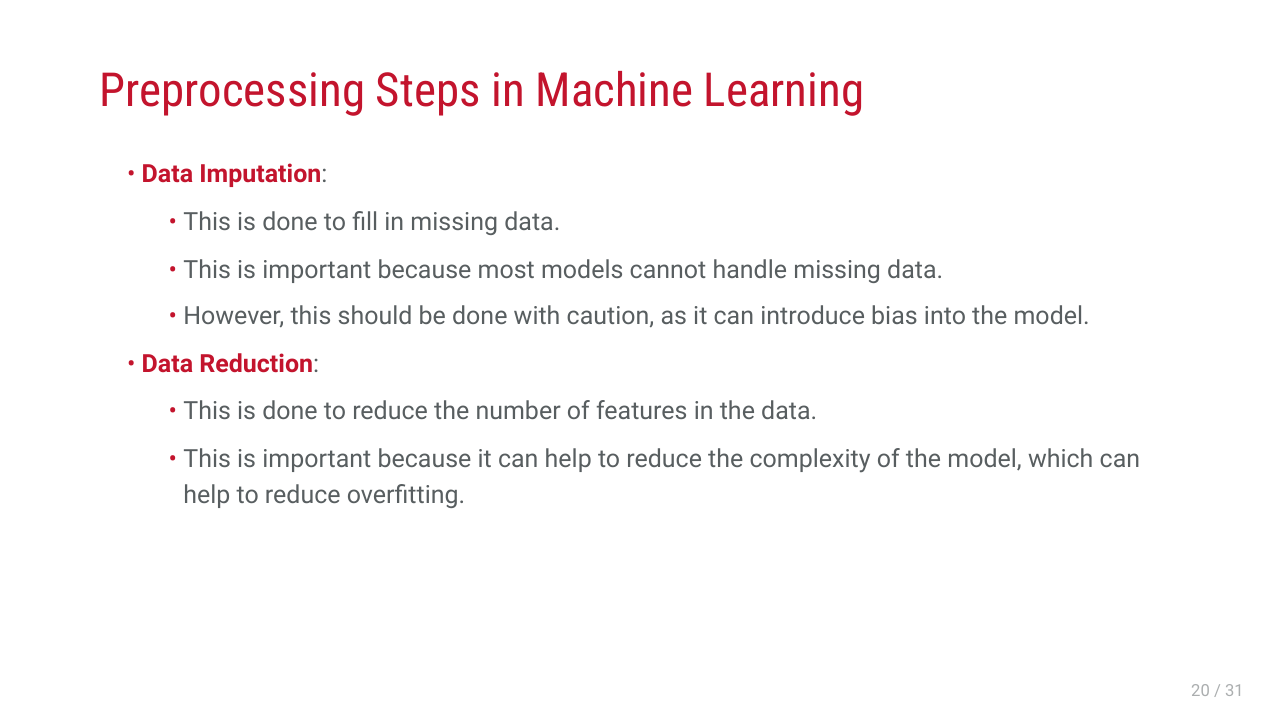 Preprocessing Steps in Machine Learning
• Data Imputation:
• This is done to fill in missing data.
• This is important because most models cannot handle missing data.
• However, this should be done with caution, as it can introduce bias into the model.
• Data Reduction:
• This is done to reduce the number of features in the data.
• This is important because it can help to reduce the complexity of the model, which can
help to reduce overfitting.
20 / 31